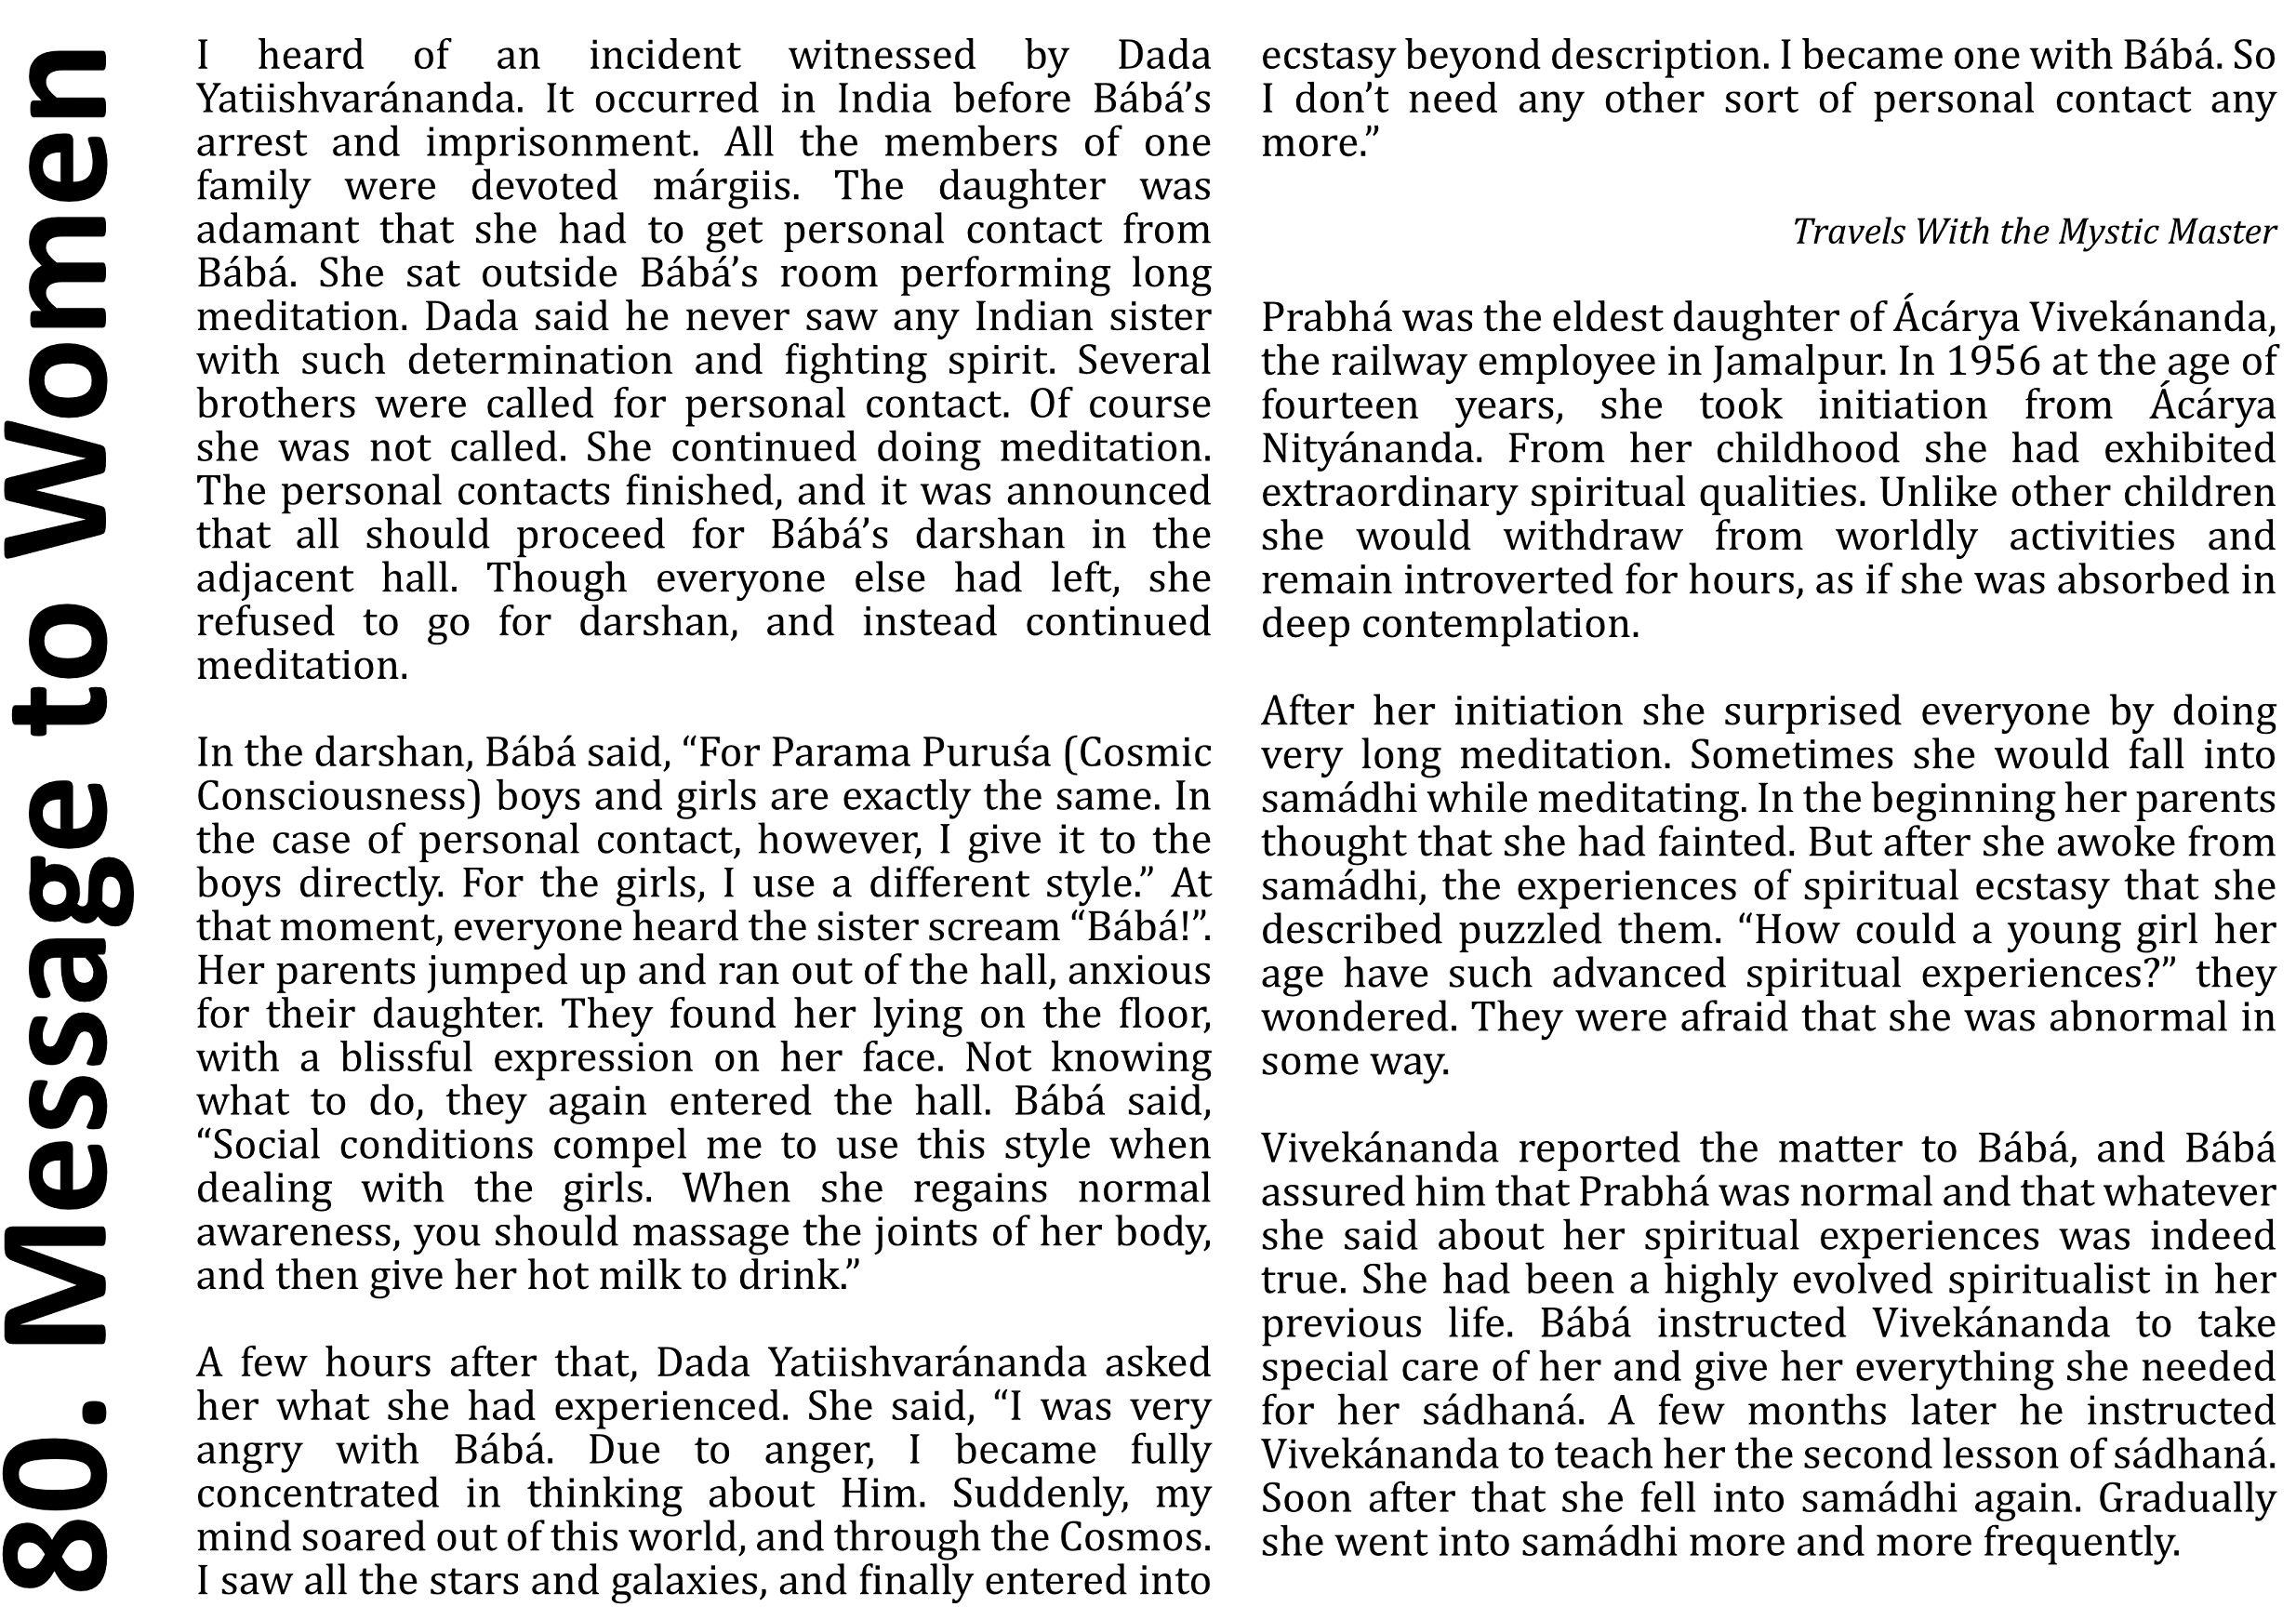 80. Message to Women
I heard of an incident witnessed by Dada
Yatiishvaránanda. It occurred in India before Bábá’s
arrest and imprisonment. All the members of one
family were devoted márgiis. The daughter was
adamant that she had to get personal contact from
Bábá. She sat outside Bábá’s room performing long
meditation. Dada said he never saw any Indian sister
with such determination and fighting spirit. Several
brothers were called for personal contact. Of course
she was not called. She continued doing meditation.
The personal contacts finished, and it was announced
that all should proceed for Bábá’s darshan in the
adjacent hall. Though everyone else had left, she
refused to go for darshan, and instead continued
meditation.
In the darshan, Bábá said, “For Parama Puruśa (Cosmic
Consciousness) boys and girls are exactly the same. In
the case of personal contact, however, I give it to the
boys directly. For the girls, I use a different style.” At
that moment, everyone heard the sister scream “Bábá!”.
Her parents jumped up and ran out of the hall, anxious
for their daughter. They found her lying on the floor,
with a blissful expression on her face. Not knowing
what to do, they again entered the hall. Bábá said,
“Social conditions compel me to use this style when
dealing with the girls. When she regains normal
awareness, you should massage the joints of her body,
and then give her hot milk to drink.”
A few hours after that, Dada Yatiishvaránanda asked
her what she had experienced. She said, “I was very
angry with Bábá. Due to anger, I became fully
concentrated in thinking about Him. Suddenly, my
mind soared out of this world, and through the Cosmos.
I saw all the stars and galaxies, and finally entered into
ecstasy beyond description. I became one with Bábá. So
I don’t need any other sort of personal contact any
more.”
Travels With the Mystic Master
Prabhá was the eldest daughter of Ácárya Vivekánanda,
the railway employee in Jamalpur. In 1956 at the age of
fourteen years, she took initiation from Ácárya
Nityánanda. From her childhood she had exhibited
extraordinary spiritual qualities. Unlike other children
she would withdraw from worldly activities and
remain introverted for hours, as if she was absorbed in
deep contemplation.
After her initiation she surprised everyone by doing
very long meditation. Sometimes she would fall into
samádhi while meditating. In the beginning her parents
thought that she had fainted. But after she awoke from
samádhi, the experiences of spiritual ecstasy that she
described puzzled them. “How could a young girl her
age have such advanced spiritual experiences?” they
wondered. They were afraid that she was abnormal in
some way.
Vivekánanda reported the matter to Bábá, and Bábá
assured him that Prabhá was normal and that whatever
she said about her spiritual experiences was indeed
true. She had been a highly evolved spiritualist in her
previous life. Bábá instructed Vivekánanda to take
special care of her and give her everything she needed
for her sádhaná. A few months later he instructed
Vivekánanda to teach her the second lesson of sádhaná.
Soon after that she fell into samádhi again. Gradually
she went into samádhi more and more frequently.